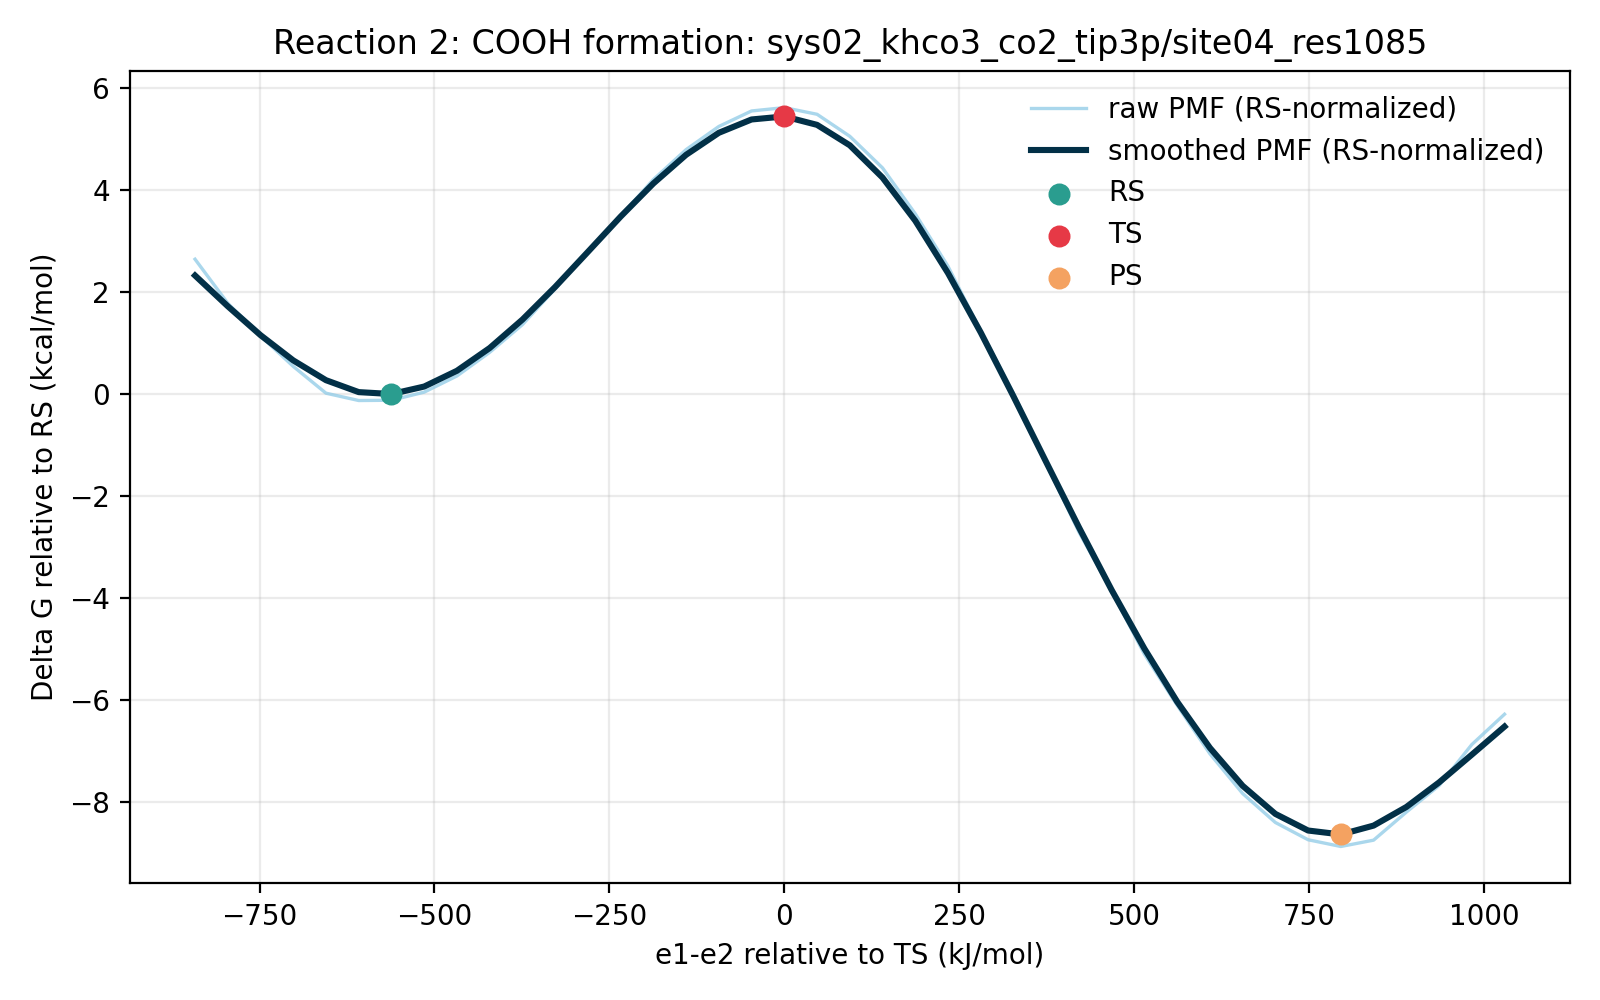 Reaction 2: COOH formation: sys02_khco3_co2_tip3p/site04_res1085
raw PMF (RS-normalized)
smoothed PMF (RS-normalized)
RS
TS
PS
Delta G relative to RS (kcal/mol)
6
4
2
0
−2
−4
−6
−8
−750
−500
−250
0
250
500
750
1000
e1-e2 relative to TS (kJ/mol)